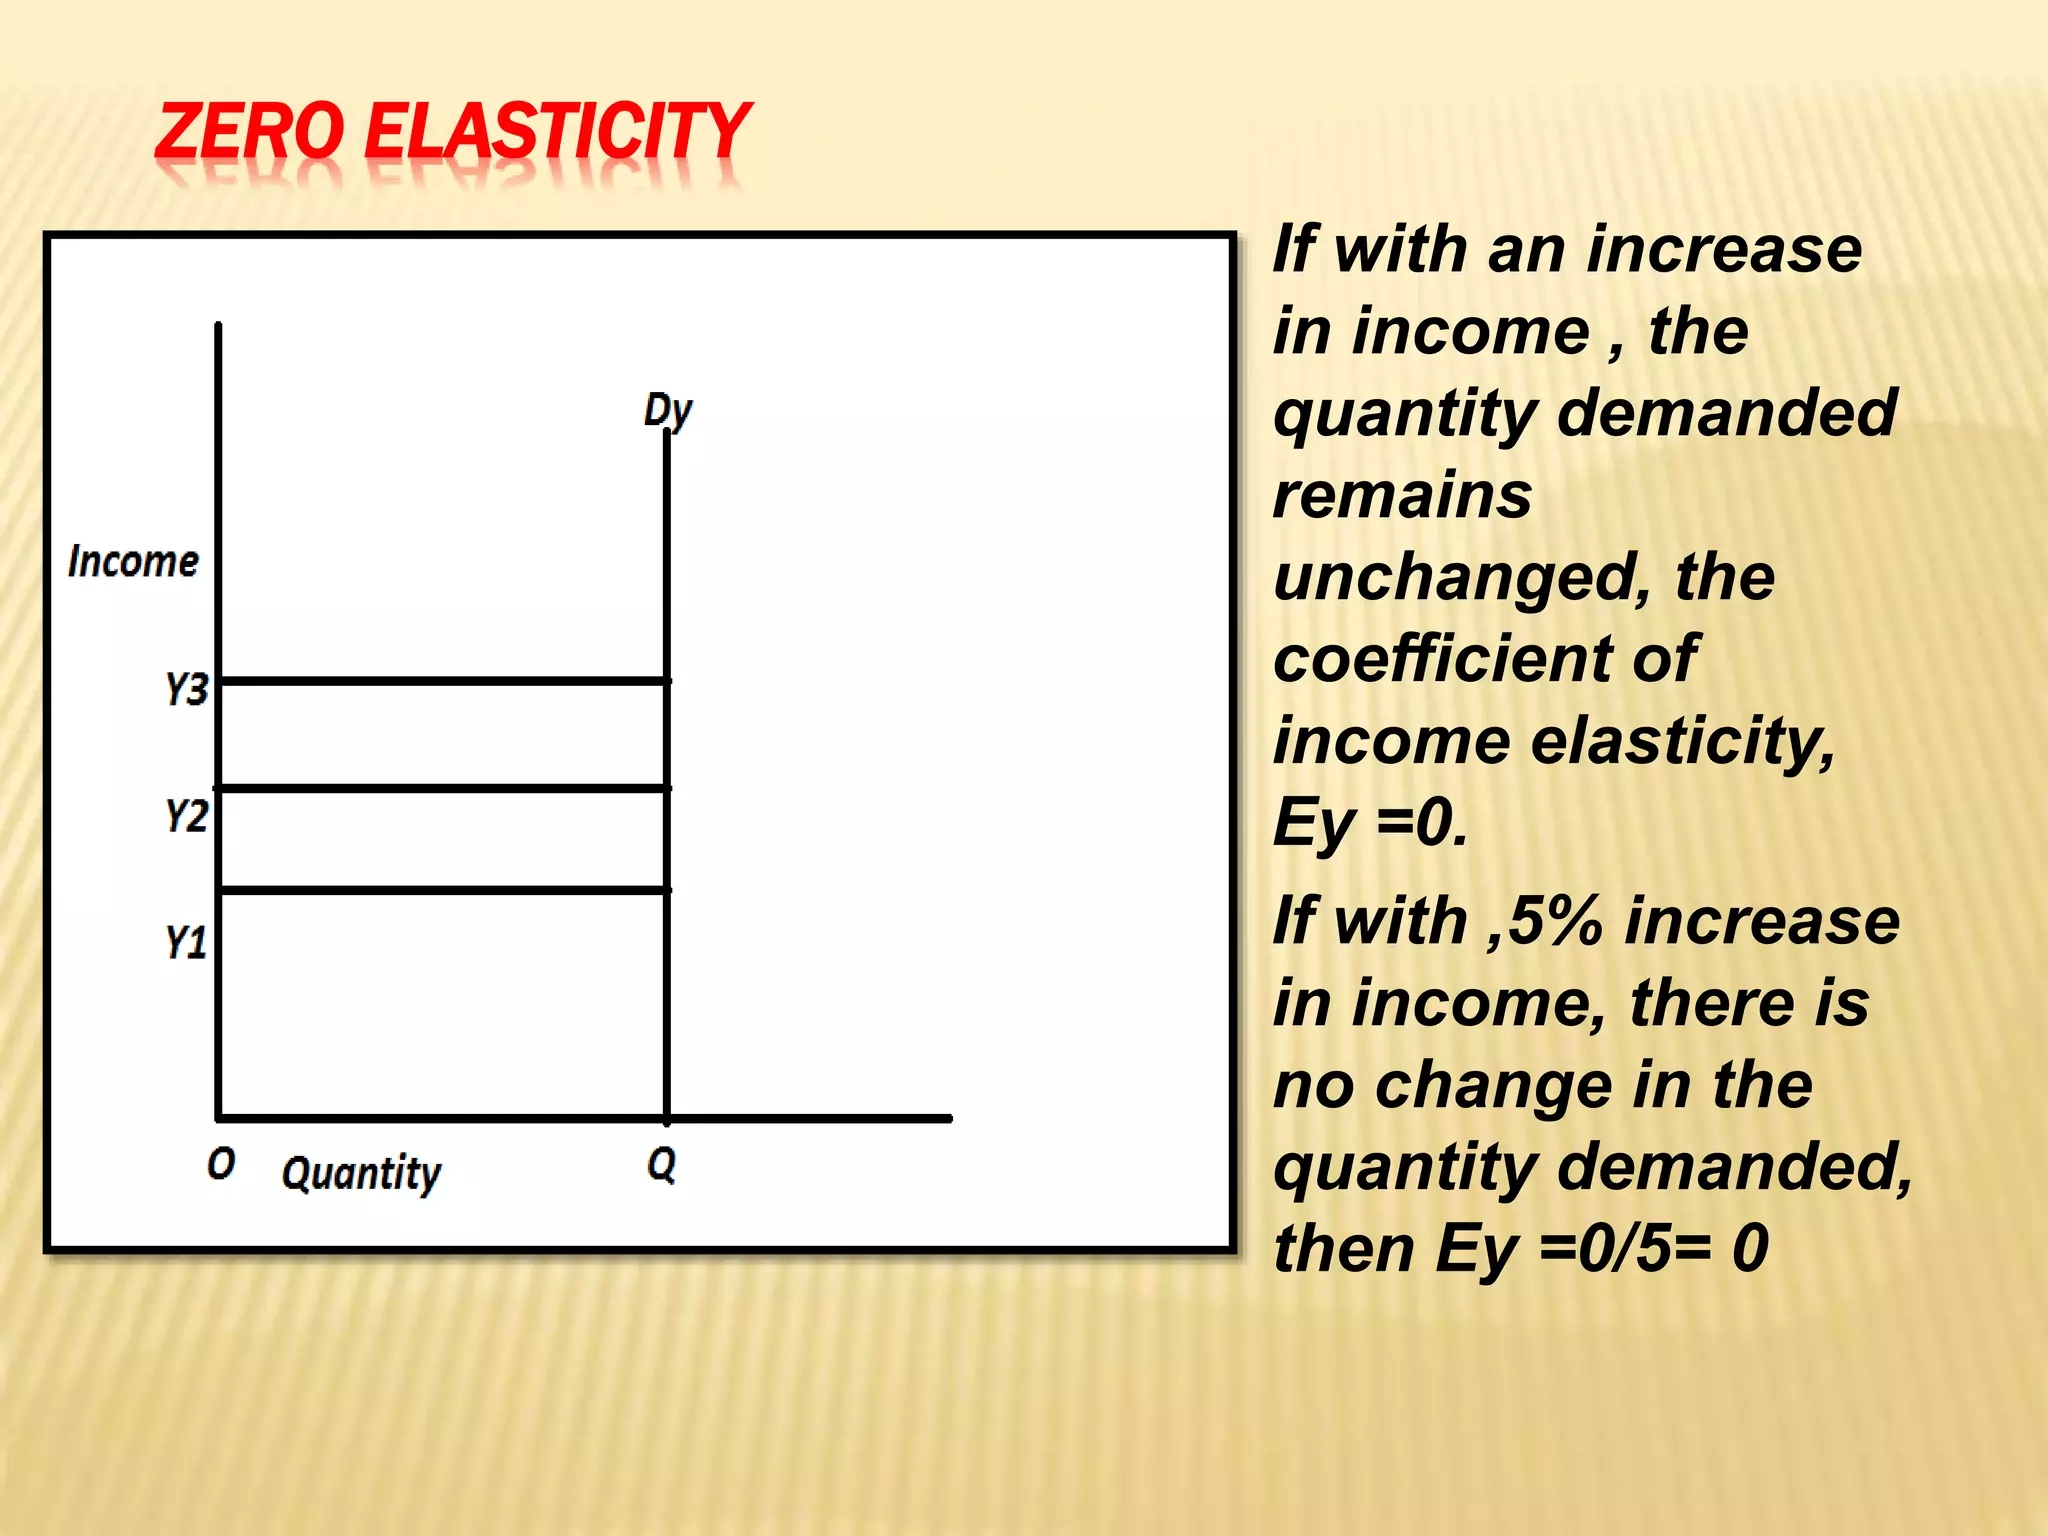 ZERO ELASTICITY
Dy
Income
Y3
Y2
Y1
O Quantity Q
If with an increase
in income , the
quantity demanded
remains
unchanged, the
coefficient of
income elasticity,
Ey =0.
If with ,5% increase
in income, there is
no change in the
quantity demanded,
then Ey =0/5= 0